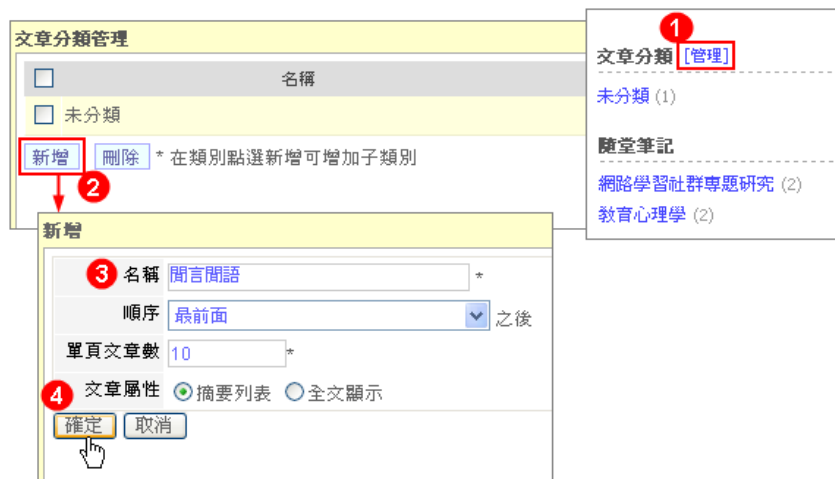 文章分類管理
名稱
未分類
新增 刪除 * 在類別點選新增可增加子類別
2
新增
3 名稱 閒言閒語 *
順序 最前面 之後
單頁文章數 10 *
4 文章屬性 摘要列表 全文顯示
確定 取消
1
文章分類 [管理]
未分類 (1)
隨堂筆記
網路學習社群專題研究 (2)
教育心理學 (2)